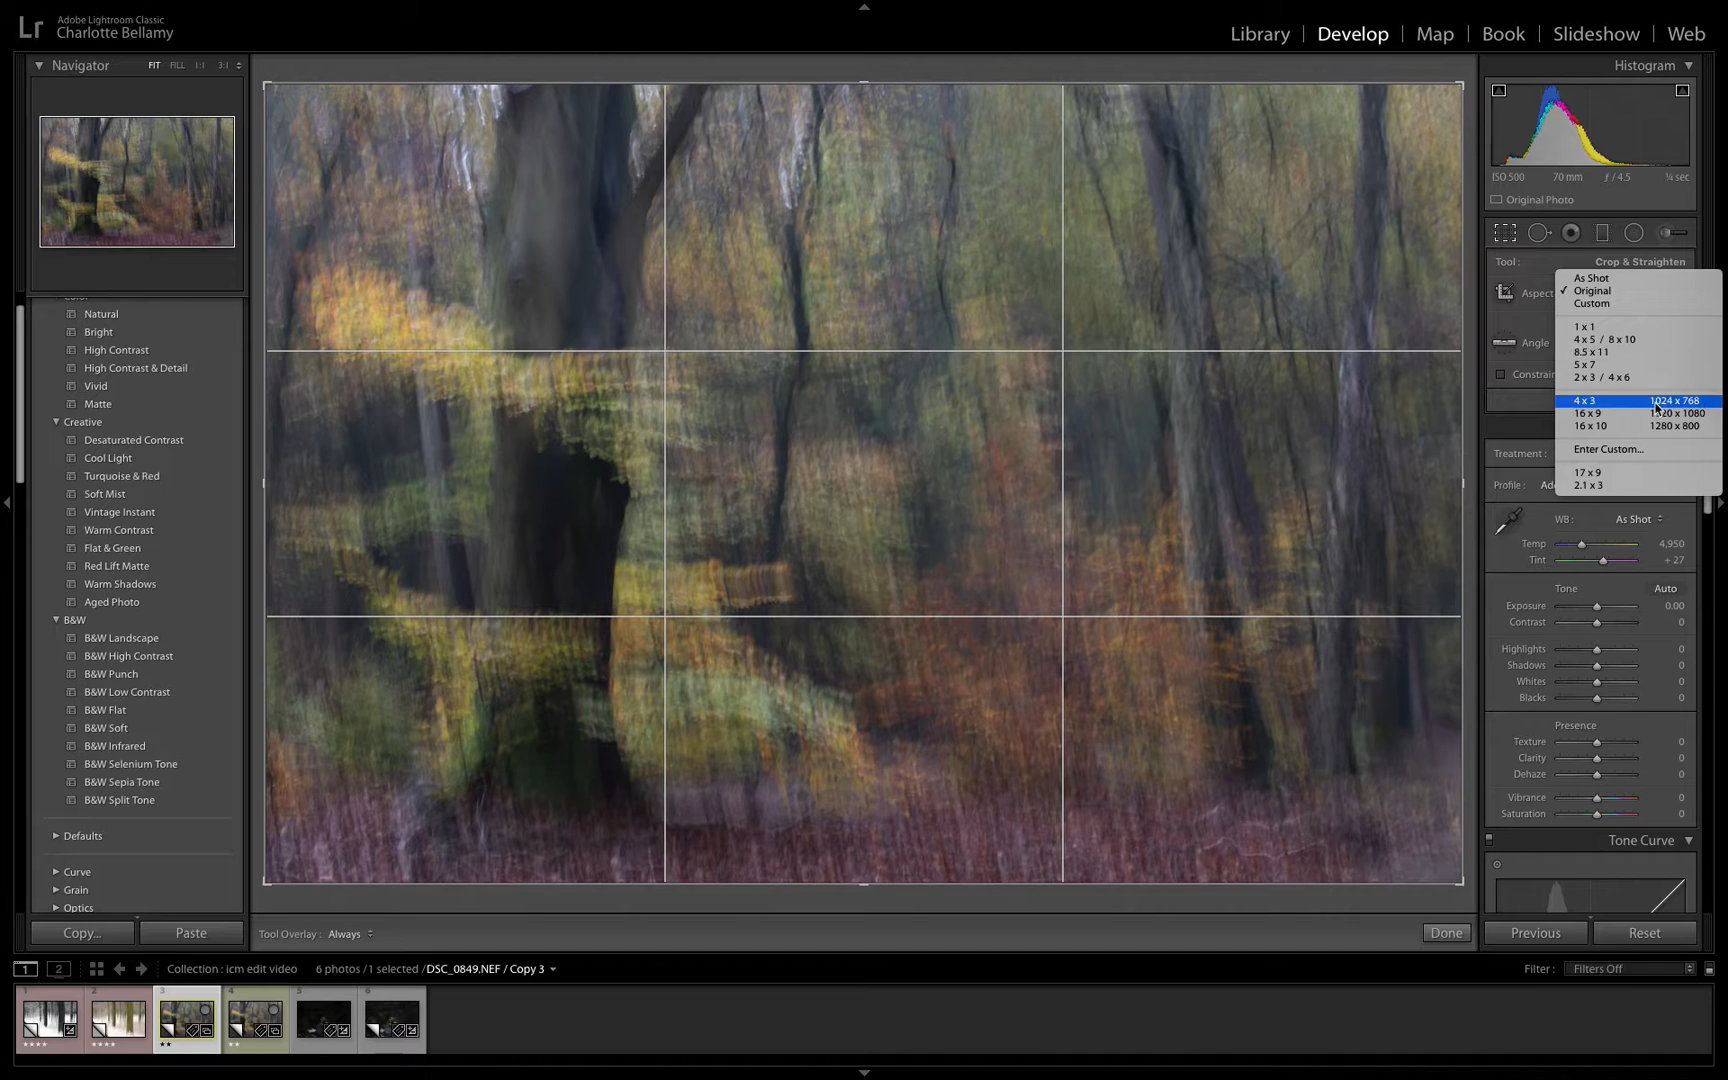 Lr
Adobe Lightroom Classic
Charlotte Bellamy
Library | Develop | Map | Book | Slideshow | Web
Navigator FIT FILL 1:1 3:1
Natural
Bright
High Contrast
High Contrast & Detail
Vivid
Matte
Creative
Desaturated Contrast
Cool Light
Turquoise & Red
Soft Mist
Vintage Instant
Warm Contrast
Flat & Green
Red Lift Matte
Warm Shadows
Aged Photo
B&W
B&W Landscape
B&W High Contrast
B&W Punch
B&W Low Contrast
B&W Flat
B&W Soft
B&W Infrared
B&W Selenium Tone
B&W Sepia Tone
B&W Split Tone
Defaults
Curve
Grain
Optics
Copy... Paste
Tool Overlay : Always
Done
Histogram
ISO 500 70 mm ƒ / 4.5 ¼ sec
Original Photo
Tool : Crop & Straighten
Aspect
Angle
Constrain
As Shot
✓ Original
Custom
1 x 1
4 x 5 / 8 x 10
8.5 x 11
5 x 7
2 x 3 / 4 x 6
4 x 3 1024 x 768
16 x 9 1920 x 1080
16 x 10 1280 x 800
Enter Custom...
17 x 9
2.1 x 3
Treatment :
Profile :
WB : As Shot
Temp 4,950
Tint + 27
Tone Auto
Exposure 0.00
Contrast 0
Highlights 0
Shadows 0
Whites 0
Blacks 0
Presence
Texture 0
Clarity 0
Dehaze 0
Vibrance 0
Saturation 0
Tone Curve
Previous Reset
1 2 Collection : icm edit video 6 photos / 1 selected / DSC_0849.NEF / Copy 3
Filter : Filters Off
1 2 3 4 5 6